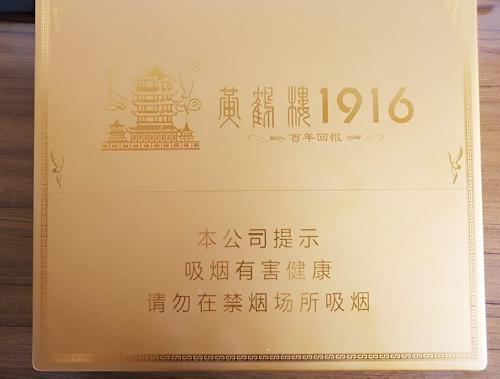 黄鹤楼1916
百年回報
本公司提示
吸烟有害健康
请勿在禁烟场所吸烟